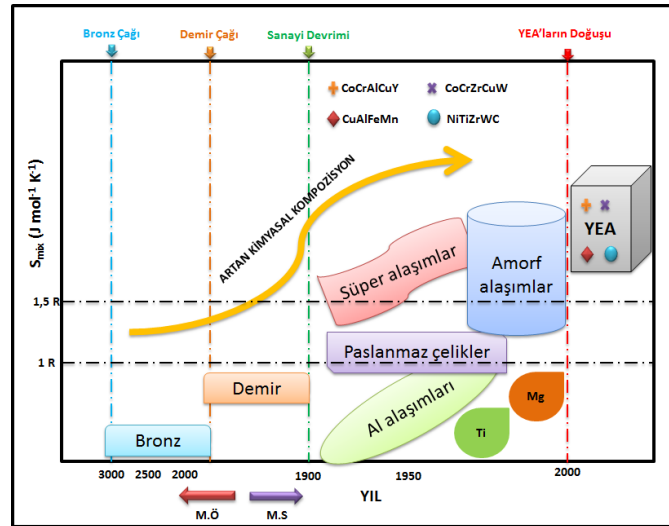 Bronz Çağı
Demir Çağı
Sanayi Devrimi
YEA'ların Doğuşu
CoCrAlCuY
CoCrZrCuW
CuAlFeMn
NiTiZrWC
ARTAN KİMYASAL KOMPOZİSYON
S_mix (J mol⁻¹ K⁻¹)
YEA
Süper alaşımlar
Amorf
alaşımlar
1,5 R
Paslanmaz çelikler
1 R
Demir
Al alaşımları
Mg
Ti
Bronz
3000 2500 2000 1900 1950 2000
YIL
M.Ö M.S